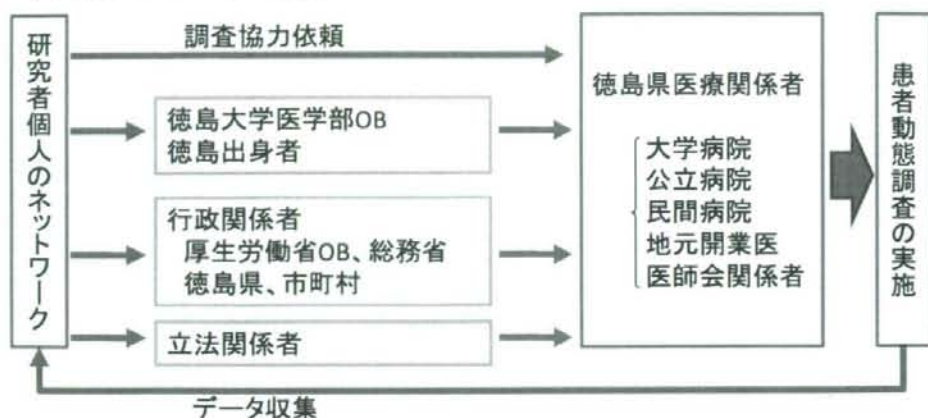 研究者個人のネットワーク
調査協力依頼
徳島大学医学部OB
徳島出身者
行政関係者
厚生労働省OB、総務省
徳島県、市町村
立法関係者
徳島県医療関係者
大学病院
公立病院
民間病院
地元開業医
医師会関係者
患者動態調査の実施
データ収集